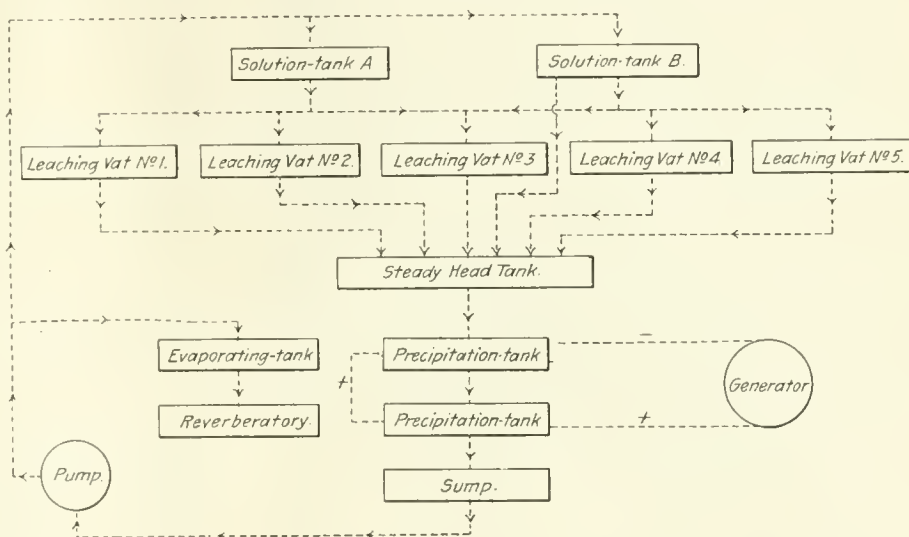 Solution-tank A
Solution-tank B.
Leaching Vat Nº1.
Leaching Vat Nº2.
Leaching Vat Nº3
Leaching Vat Nº4.
Leaching Vat Nº5.
Steady Head Tank.
Evaporating-tank
Precipitation-tank
−
+
Generator
Reverberatory.
Precipitation-tank
+
Pump.
Sump.